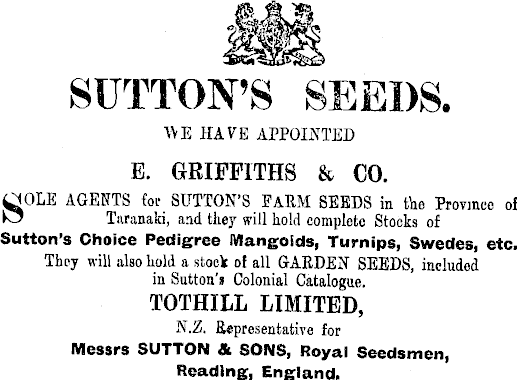 SUTTON'S SEEDS.
WE HAVE APPOINTED
E. GRIFFITHS & CO.
SOLE AGENTS for SUTTON'S FARM SEEDS in the Province of
Taranaki, and they will hold complete Stocks of
Sutton's Choice Pedigree Mangolds, Turnips, Swedes, etc.
They will also hold a stock of all GARDEN SEEDS, included
in Sutton's Colonial Catalogue.
TOTHILL LIMITED,
N.Z. Representative for
Messrs SUTTON & SONS, Royal Seedsmen,
Reading, England.